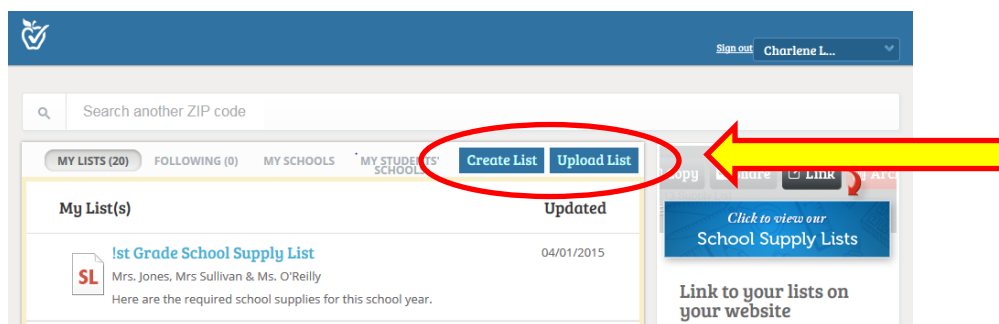 Sign out Charlene L...
Search another ZIP code
MY LISTS (20) FOLLOWING (0) MY SCHOOLS MY STUDENTS' SCHOOLS Create List Upload List
Link
My List(s) Updated
!st Grade School Supply List 04/01/2015
SL
Mrs. Jones, Mrs Sullivan & Ms. O'Reilly
Here are the required school supplies for this school year.
Click to view our
School Supply Lists
Link to your lists on
your website